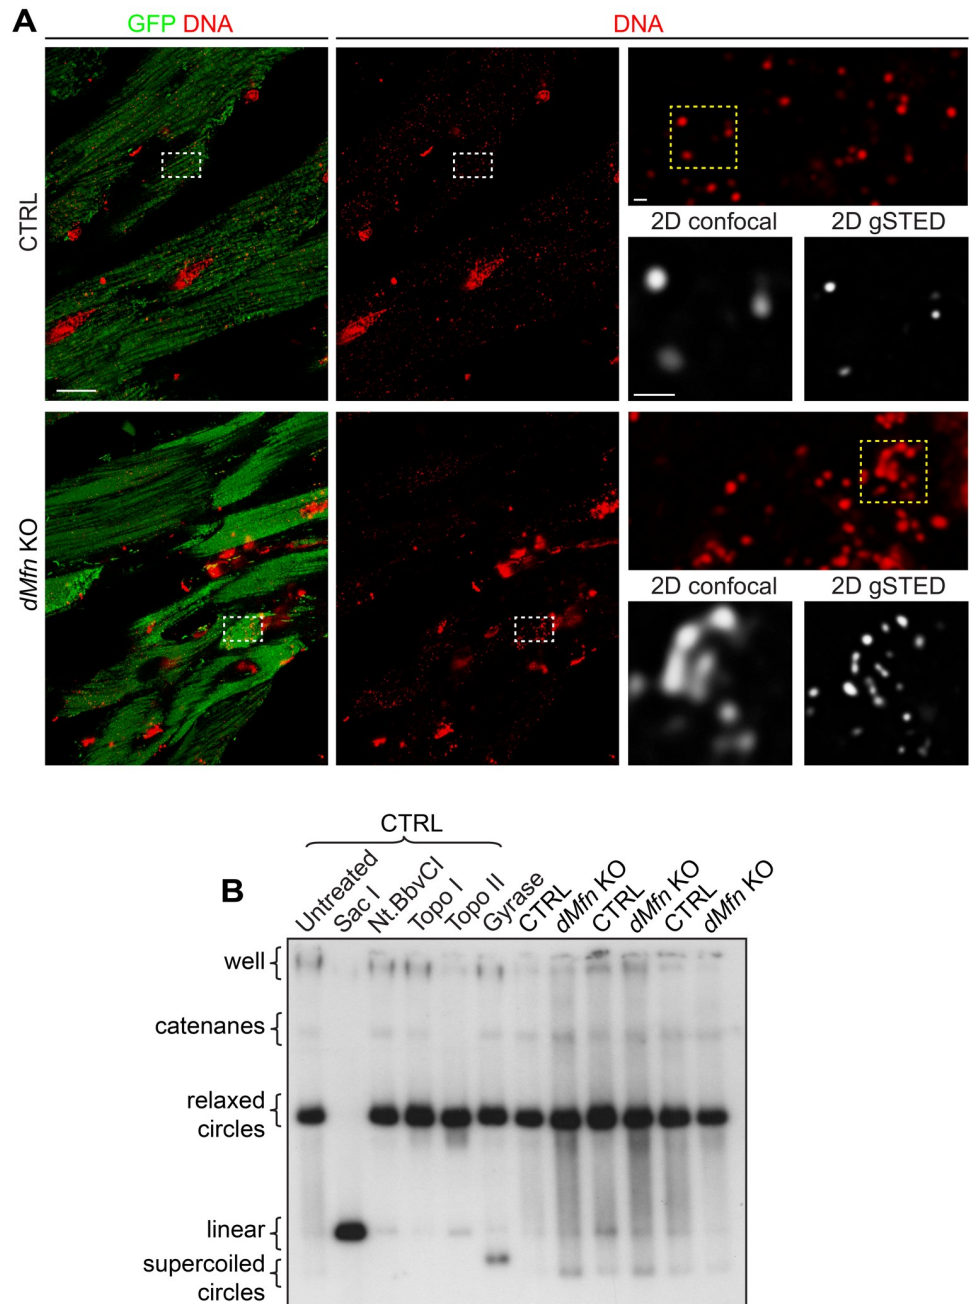 A
GFP DNA
DNA
CTRL
2D confocal
2D gSTED
dMfn KO
2D confocal
2D gSTED
CTRL
B
Untreated
Sac I
Nt.BbvCI
Topo I
Topo II
Gyrase
CTRL
dMfn KO
CTRL
dMfn KO
CTRL
dMfn KO
well
catenanes
relaxed
circles
linear
supercoiled
circles